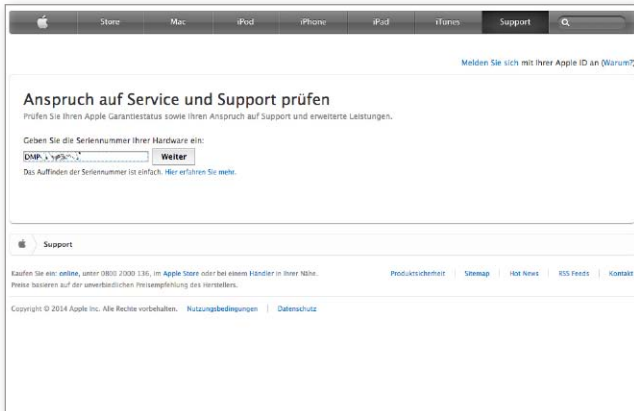 Store Mac iPod iPhone iPad iTunes Support
Melden Sie sich mit Ihrer Apple ID an (Warum?)
Anspruch auf Service und Support prüfen
Prüfen Sie Ihren Apple Garantiestatus sowie Ihren Anspruch auf Support und erweiterte Leistungen.
Geben Sie die Seriennummer Ihrer Hardware ein:
DMP Weiter
Das Auffinden der Seriennummer ist einfach. Hier erfahren Sie mehr.
Support
Kaufen Sie ein: online, unter 0800 2000 136, im Apple Store oder bei einem Händler in Ihrer Nähe. Produktsicherheit Sitemap Hot News RSS Feeds Kontakt
Preise basieren auf der unverbindlichen Preisempfehlung des Herstellers.
Copyright © 2014 Apple Inc. Alle Rechte vorbehalten. Nutzungsbedingungen Datenschutz